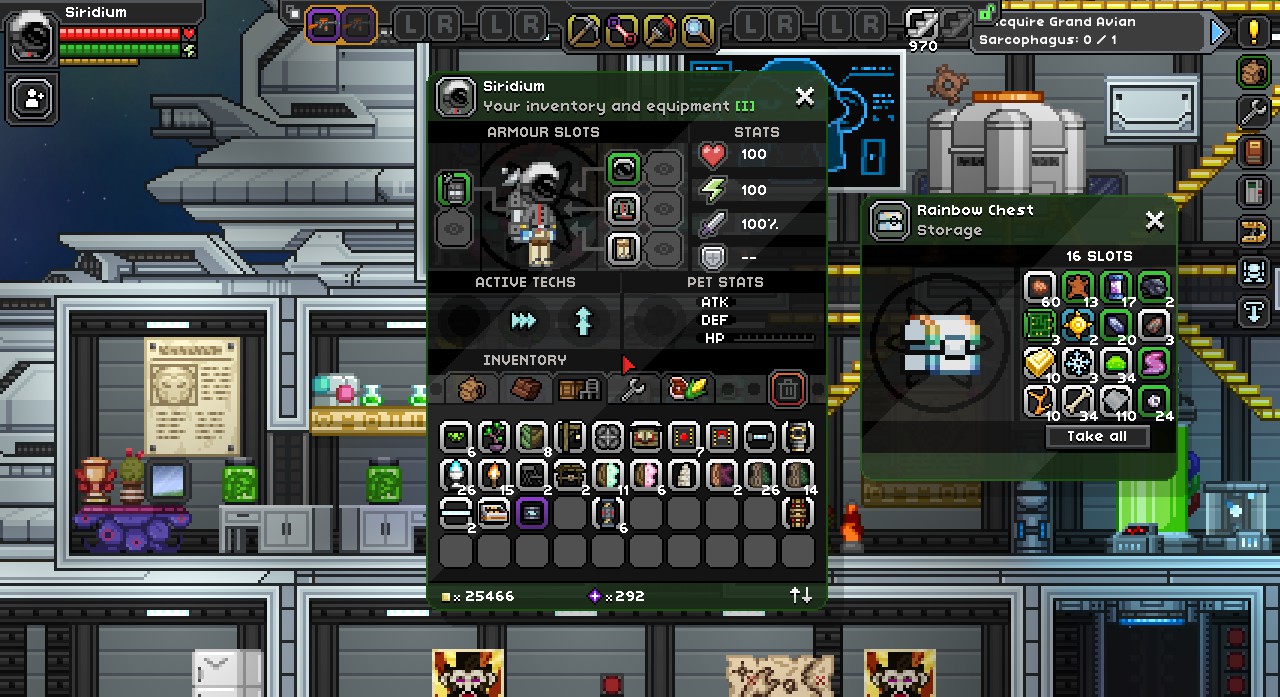 Siridium
L R L R L R L R
970
cquire Grand Avian
Sarcophagus: 0 / 1
Siridium
Your inventory and equipment [I]
ARMOUR SLOTS
STATS
100
100
100%
--
ACTIVE TECHS
PET STATS
ATK
DEF
HP
INVENTORY
6 8 7
26 15 2 2 11 6 2 26 14
2 6
x 25466
x292
Rainbow Chest
Storage
16 SLOTS
60 13 17 2
3 2 20 3
10 3 34
10 34 110 24
Take all